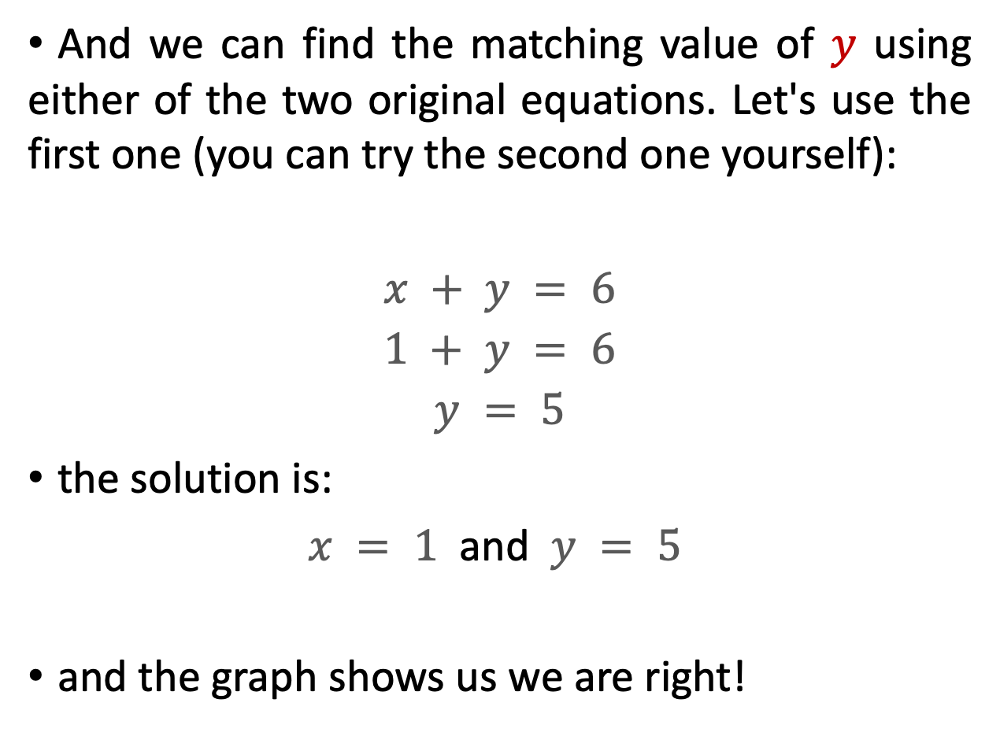 • And we can find the matching value of y using
either of the two original equations. Let's use the
first one (you can try the second one yourself):
x + y = 6
1 + y = 6
y = 5
• the solution is:
x = 1 and y = 5
• and the graph shows us we are right!